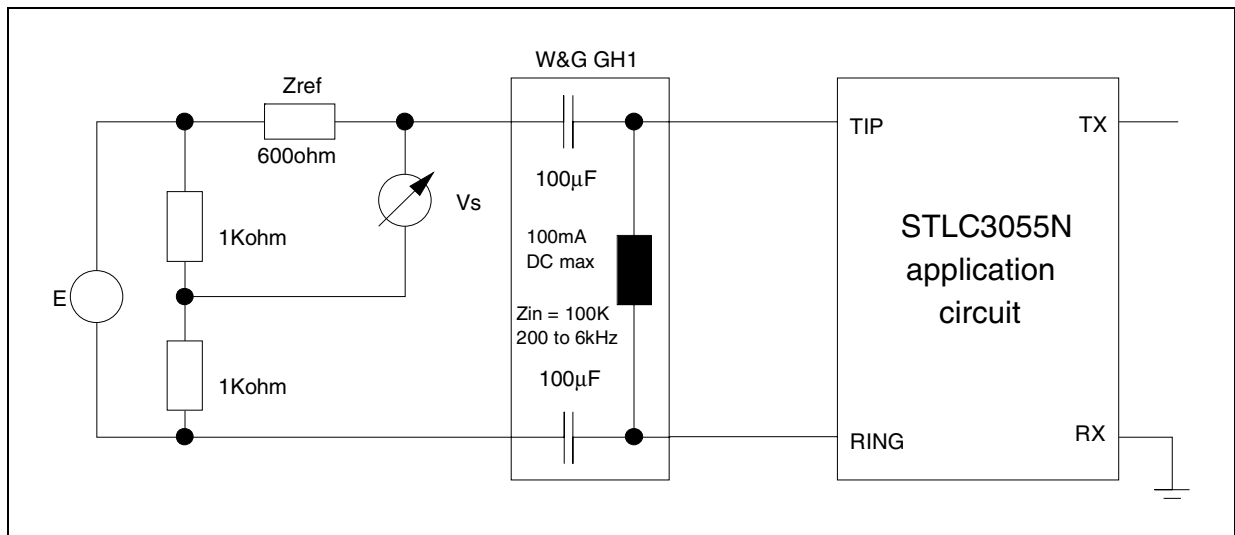 W&G GH1
Zref
600ohm
TIP
TX
100μF
Vs
1Kohm
100mA
DC max
STLC3055N
application
circuit
E
Zin = 100K
200 to 6kHz
1Kohm
100μF
RING
RX